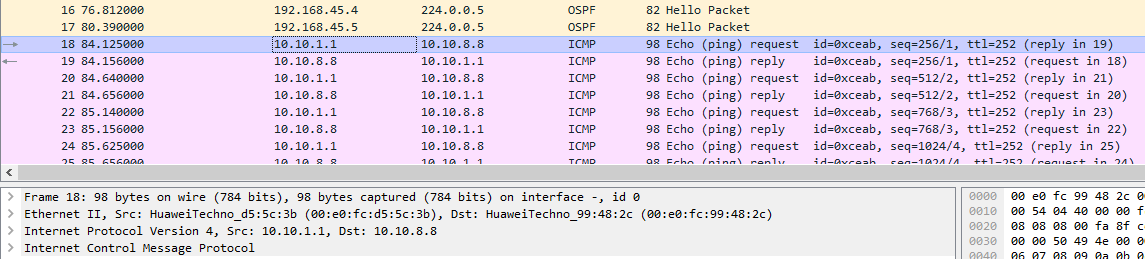 16 76.812000 192.168.45.4 224.0.0.5 OSPF 82 Hello Packet
17 80.390000 192.168.45.5 224.0.0.5 OSPF 82 Hello Packet
18 84.125000 10.10.1.1 10.10.8.8 ICMP 98 Echo (ping) request id=0xceab, seq=256/1, ttl=252 (reply in 19)
19 84.156000 10.10.8.8 10.10.1.1 ICMP 98 Echo (ping) reply id=0xceab, seq=256/1, ttl=252 (request in 18)
20 84.640000 10.10.1.1 10.10.8.8 ICMP 98 Echo (ping) request id=0xceab, seq=512/2, ttl=252 (reply in 21)
21 84.656000 10.10.8.8 10.10.1.1 ICMP 98 Echo (ping) reply id=0xceab, seq=512/2, ttl=252 (request in 20)
22 85.140000 10.10.1.1 10.10.8.8 ICMP 98 Echo (ping) request id=0xceab, seq=768/3, ttl=252 (reply in 23)
23 85.156000 10.10.8.8 10.10.1.1 ICMP 98 Echo (ping) reply id=0xceab, seq=768/3, ttl=252 (request in 22)
24 85.625000 10.10.1.1 10.10.8.8 ICMP 98 Echo (ping) request id=0xceab, seq=1024/4, ttl=252 (reply in 25)
25 85.656000 10.10.8.8 10.10.1.1 ICMP 98 Echo (ping) reply id=0xceab, seq=1024/4, ttl=252 (request in 24)
Frame 18: 98 bytes on wire (784 bits), 98 bytes captured (784 bits) on interface -, id 0
Ethernet II, Src: HuaweiTechno_d5:5c:3b (00:e0:fc:d5:5c:3b), Dst: HuaweiTechno_99:48:2c (00:e0:fc:99:48:2c)
Internet Protocol Version 4, Src: 10.10.1.1, Dst: 10.10.8.8
Internet Control Message Protocol
0000 00 e0 fc 99 48 2c 0
0010 00 54 04 40 00 00 f
0020 08 08 08 00 fa 8f c
0030 00 00 50 49 4e 00 0
0040 06 07 08 09 0a 0b 0